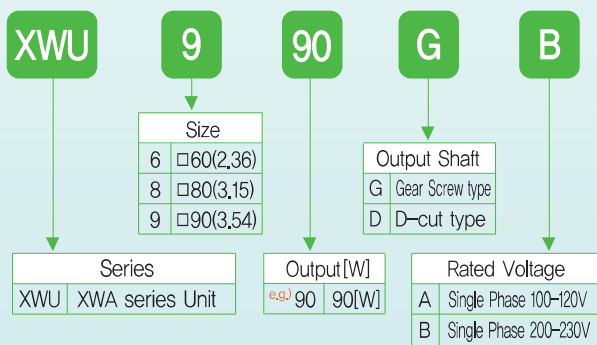 XWU 9 90 G B
Size
6 □60(2.36)
8 □80(3.15)
9 □90(3.54)
Output Shaft
G Gear Screw type
D D-cut type
Series
XWU XWA series Unit
Output[W]
e.g.) 90 90[W]
Rated Voltage
A Single Phase 100-120V
B Single Phase 200-230V